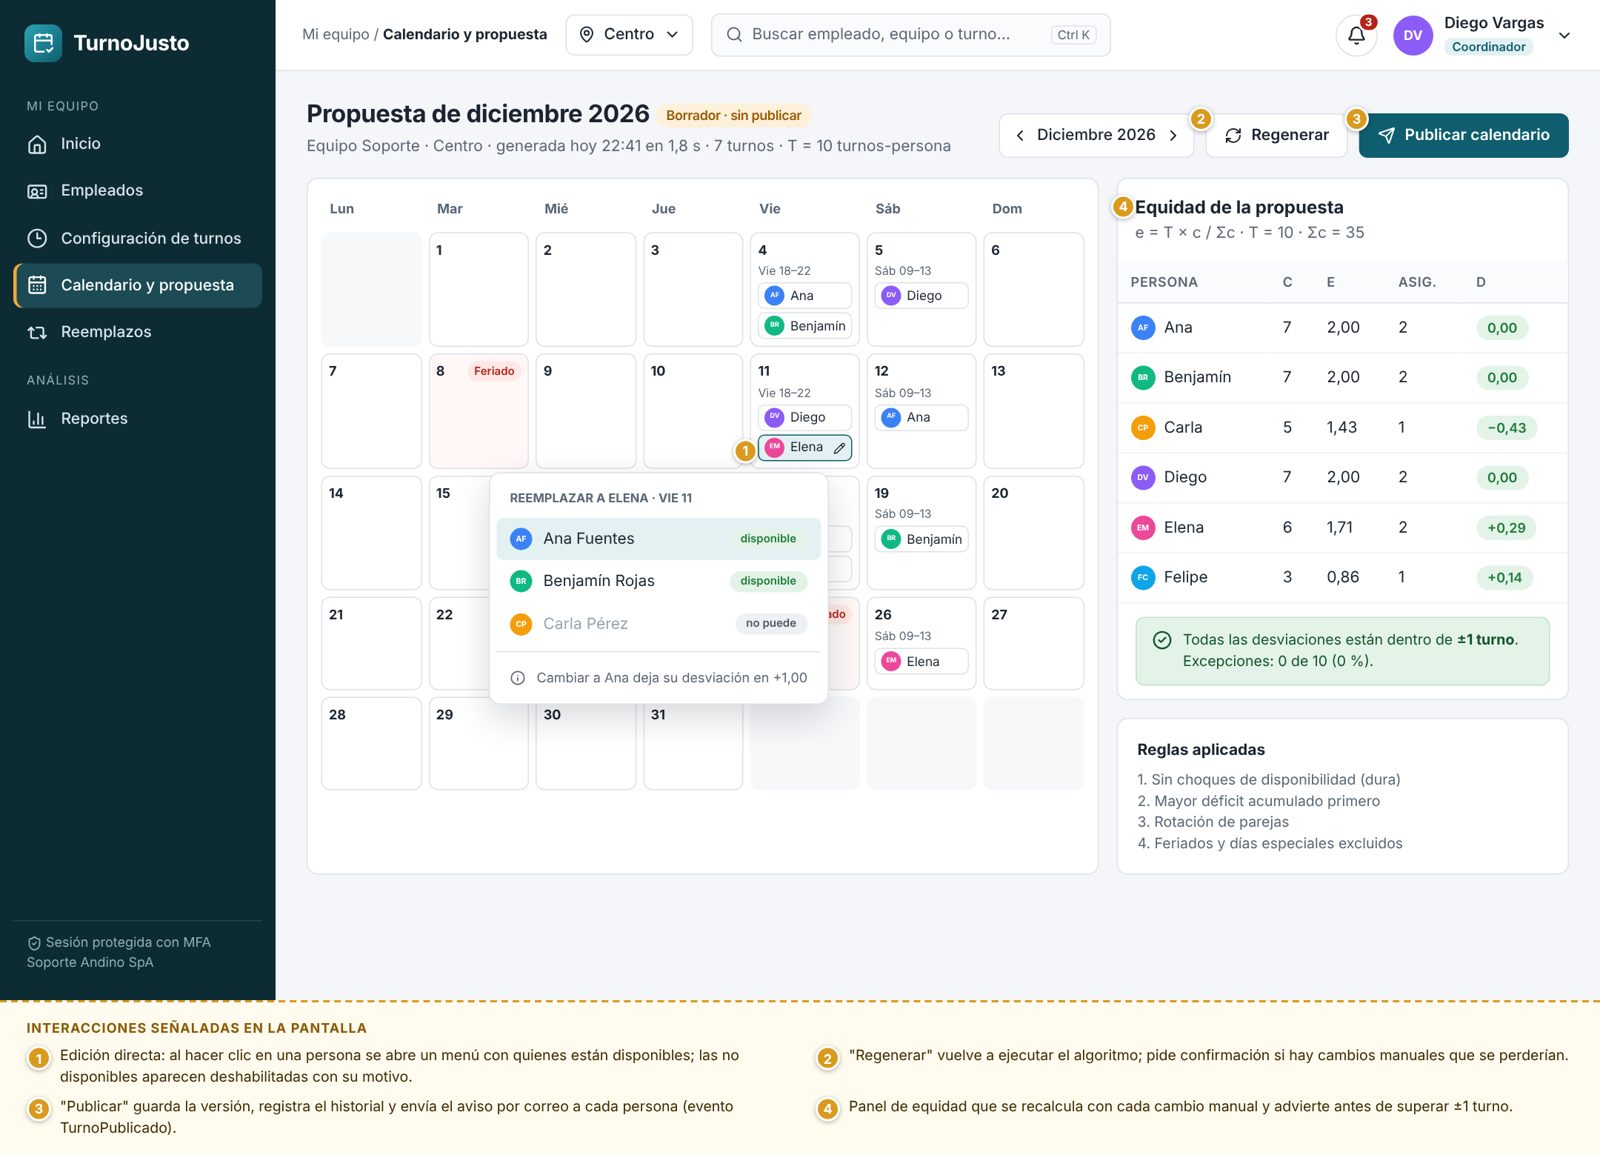 TurnoJusto
MI EQUIPO
Inicio
Empleados
Configuración de turnos
Calendario y propuesta
Reemplazos
ANÁLISIS
Reportes
Sesión protegida con MFA
Soporte Andino SpA
Mi equipo / Calendario y propuesta
Centro
Buscar empleado, equipo o turno...
Ctrl K
3
DV
Diego Vargas
Coordinador
Propuesta de diciembre 2026
Borrador · sin publicar
Equipo Soporte · Centro · generada hoy 22:41 en 1,8 s · 7 turnos · T = 10 turnos-persona
Diciembre 2026
2
Regenerar
3
Publicar calendario
Lun Mar Mié Jue Vie Sáb Dom
1
2
3
4
Vie 18–22
AF Ana
BR Benjamín
5
Sáb 09–13
DV Diego
6
7
8 Feriado
9
10
11
Vie 18–22
DV Diego
1
EM Elena
12
Sáb 09–13
AF Ana
13
14
15
19
Sáb 09–13
BR Benjamín
20
REEMPLAZAR A ELENA · VIE 11
AF Ana Fuentes disponible
BR Benjamín Rojas disponible
CP Carla Pérez no puede
Cambiar a Ana deja su desviación en +1,00
21
22
ado
26
Sáb 09–13
EM Elena
27
28
29
30
31
4
Equidad de la propuesta
e = T × c / Σc · T = 10 · Σc = 35
PERSONA C E ASIG. D
AF Ana 7 2,00 2 0,00
BR Benjamín 7 2,00 2 0,00
CP Carla 5 1,43 1 −0,43
DV Diego 7 2,00 2 0,00
EM Elena 6 1,71 2 +0,29
FC Felipe 3 0,86 1 +0,14
Todas las desviaciones están dentro de ±1 turno.
Excepciones: 0 de 10 (0 %).
Reglas aplicadas
1. Sin choques de disponibilidad (dura)
2. Mayor déficit acumulado primero
3. Rotación de parejas
4. Feriados y días especiales excluidos
INTERACCIONES SEÑALADAS EN LA PANTALLA
1 Edición directa: al hacer clic en una persona se abre un menú con quienes están disponibles; las no
disponibles aparecen deshabilitadas con su motivo.
2 "Regenerar" vuelve a ejecutar el algoritmo; pide confirmación si hay cambios manuales que se perderían.
3 "Publicar" guarda la versión, registra el historial y envía el aviso por correo a cada persona (evento
TurnoPublicado).
4 Panel de equidad que se recalcula con cada cambio manual y advierte antes de superar ±1 turno.